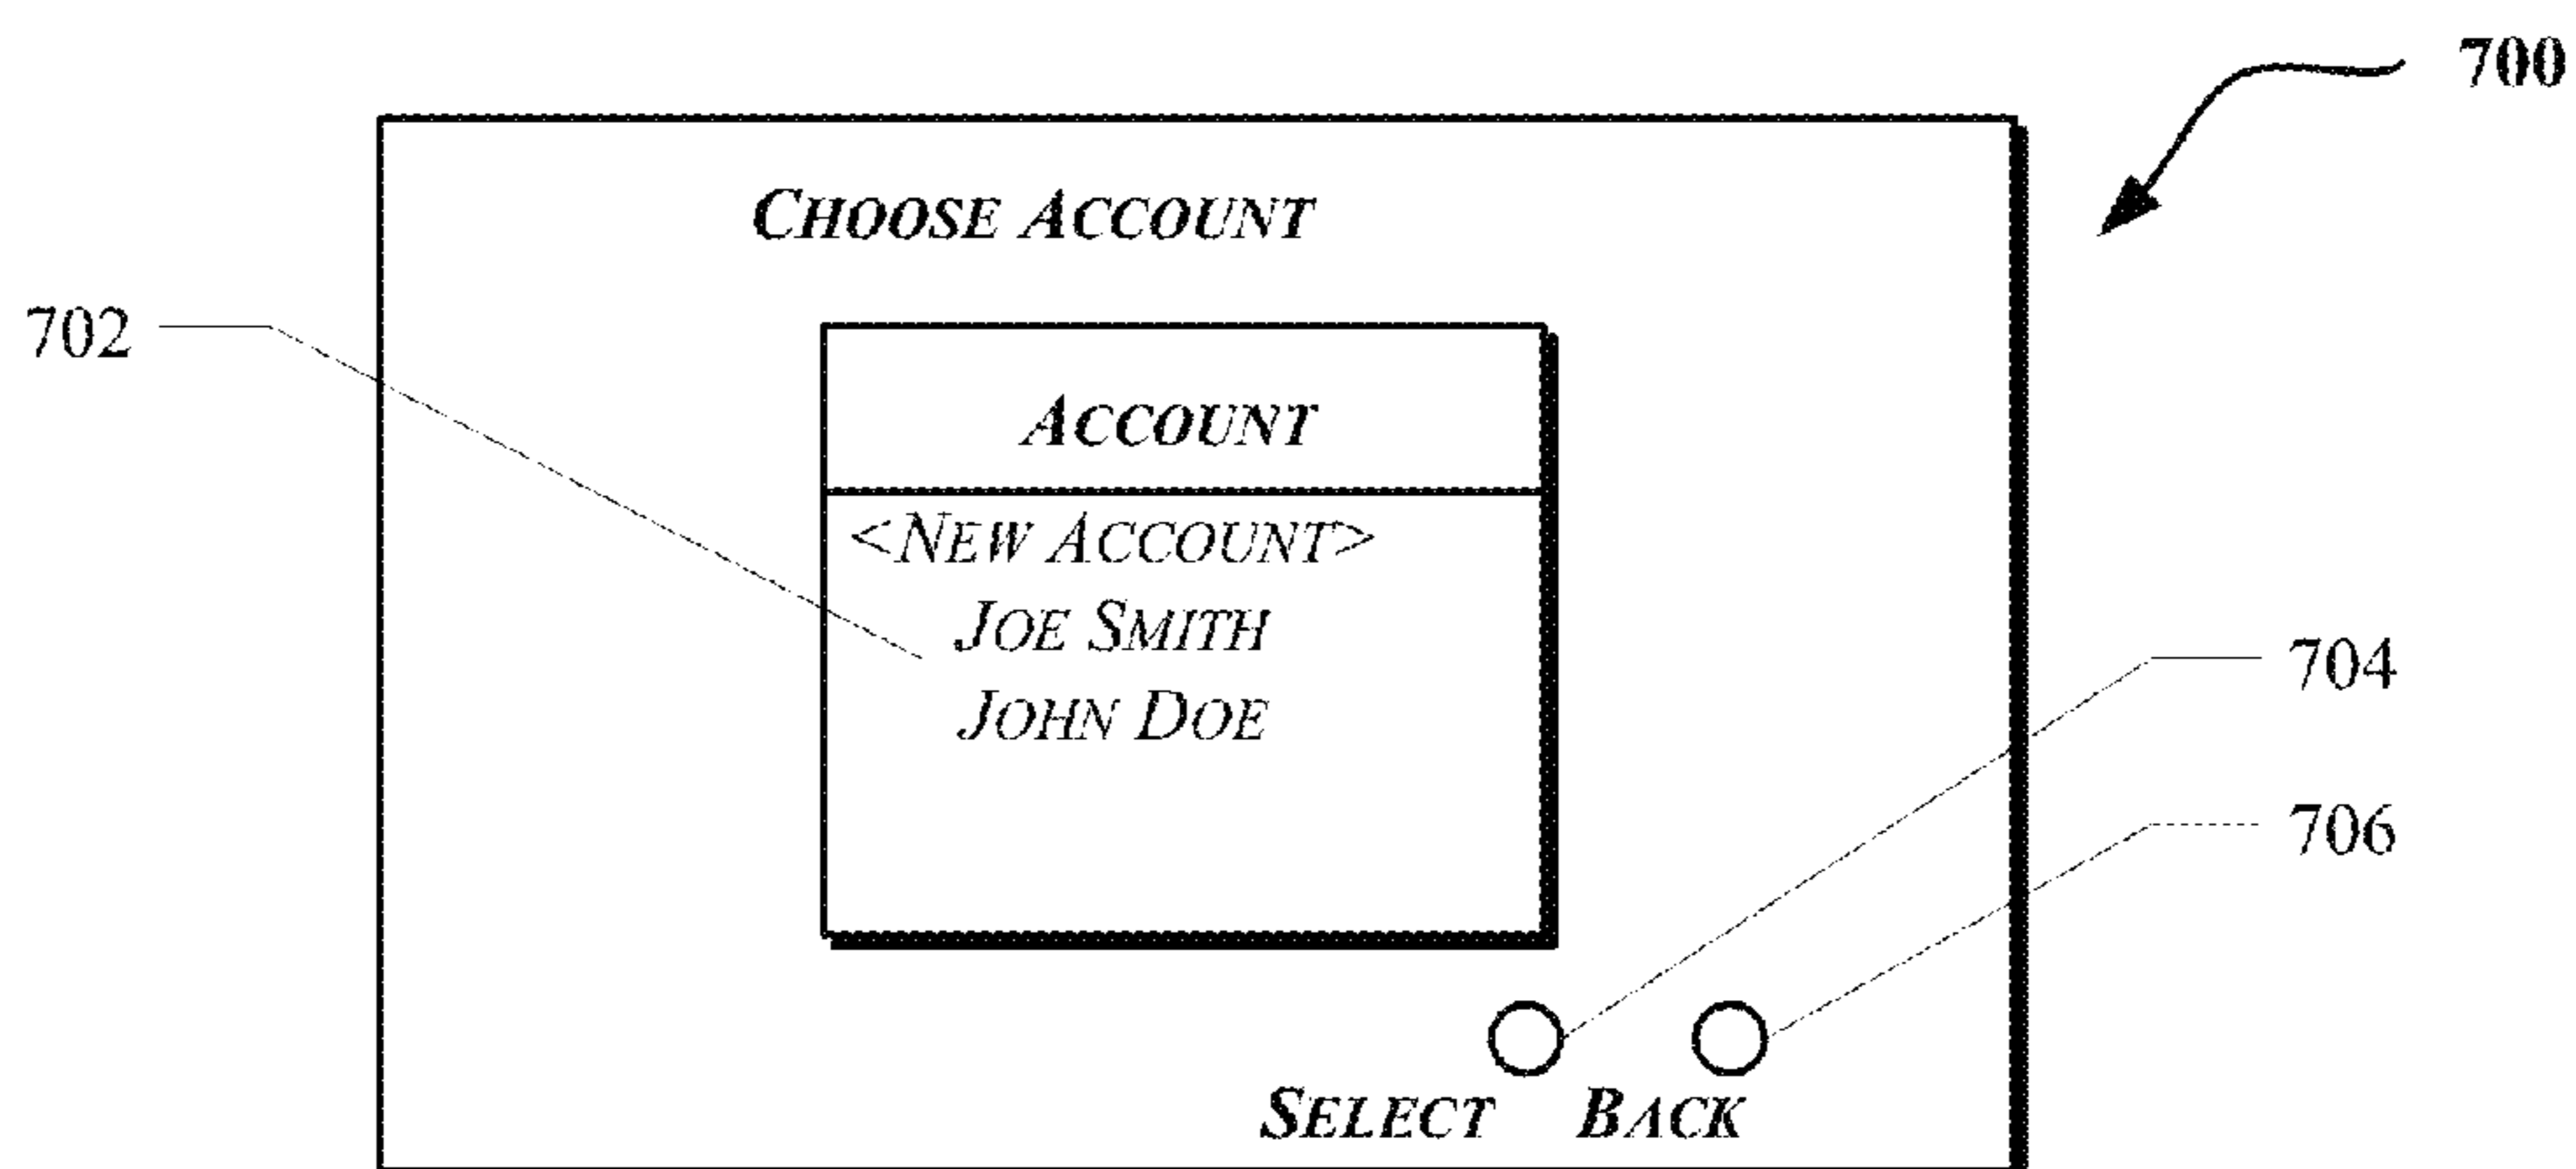 700
CHOOSE ACCOUNT
702
ACCOUNT
<NEW ACCOUNT>
JOE SMITH
JOHN DOE
704
706
SELECT BACK